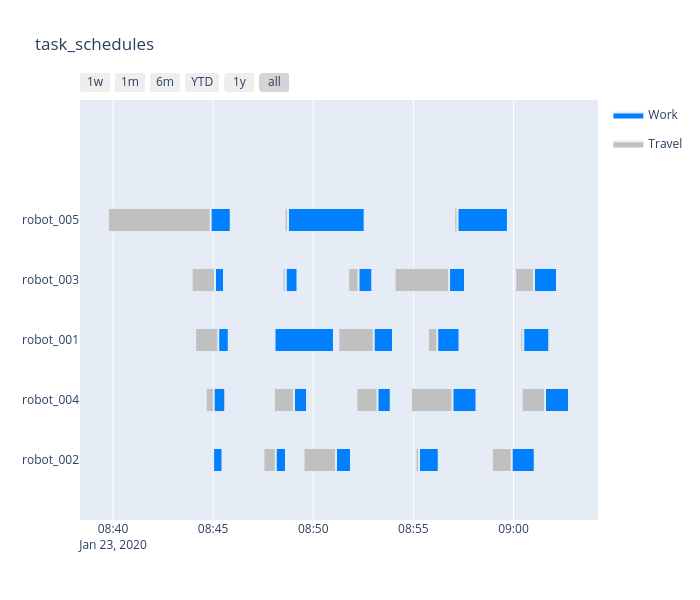 task_schedules
1w 1m 6m YTD 1y all
Work
Travel
robot_005
robot_003
robot_001
robot_004
robot_002
08:40 08:45 08:50 08:55 09:00
Jan 23, 2020